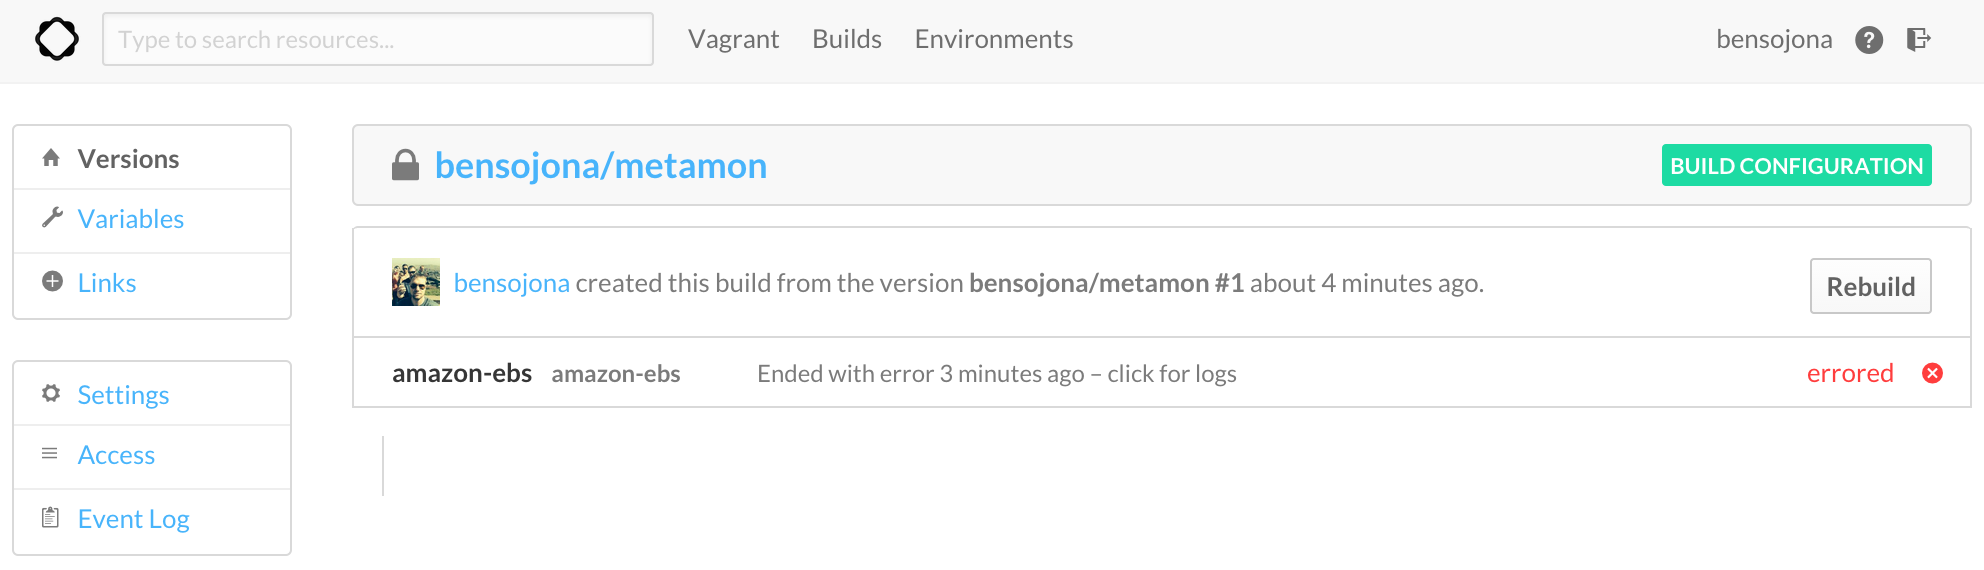 Type to search resources... Vagrant Builds Environments bensojona ?
Versions
Variables
Links
Settings
Access
Event Log
bensojona/metamon BUILD CONFIGURATION
bensojona created this build from the version bensojona/metamon #1 about 4 minutes ago. Rebuild
amazon-ebs amazon-ebs Ended with error 3 minutes ago – click for logs errored